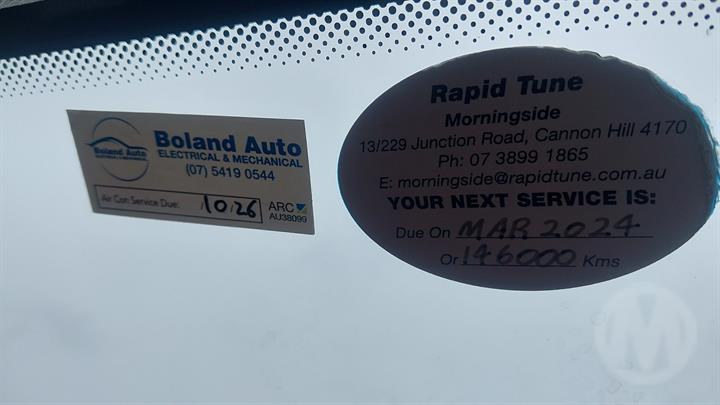 Boland Auto
ELECTRICAL & MECHANICAL
Boland Auto
ELECTRICAL & MECHANICAL
(07) 5419 0544
Air Con Service Due: 10/26
ARC
AU38099
Rapid Tune
Morningside
13/229 Junction Road, Cannon Hill 4170
Ph: 07 3899 1865
E: morningside@rapidtune.com.au
YOUR NEXT SERVICE IS:
Due On MAR 2024
Or 146000 Kms
M